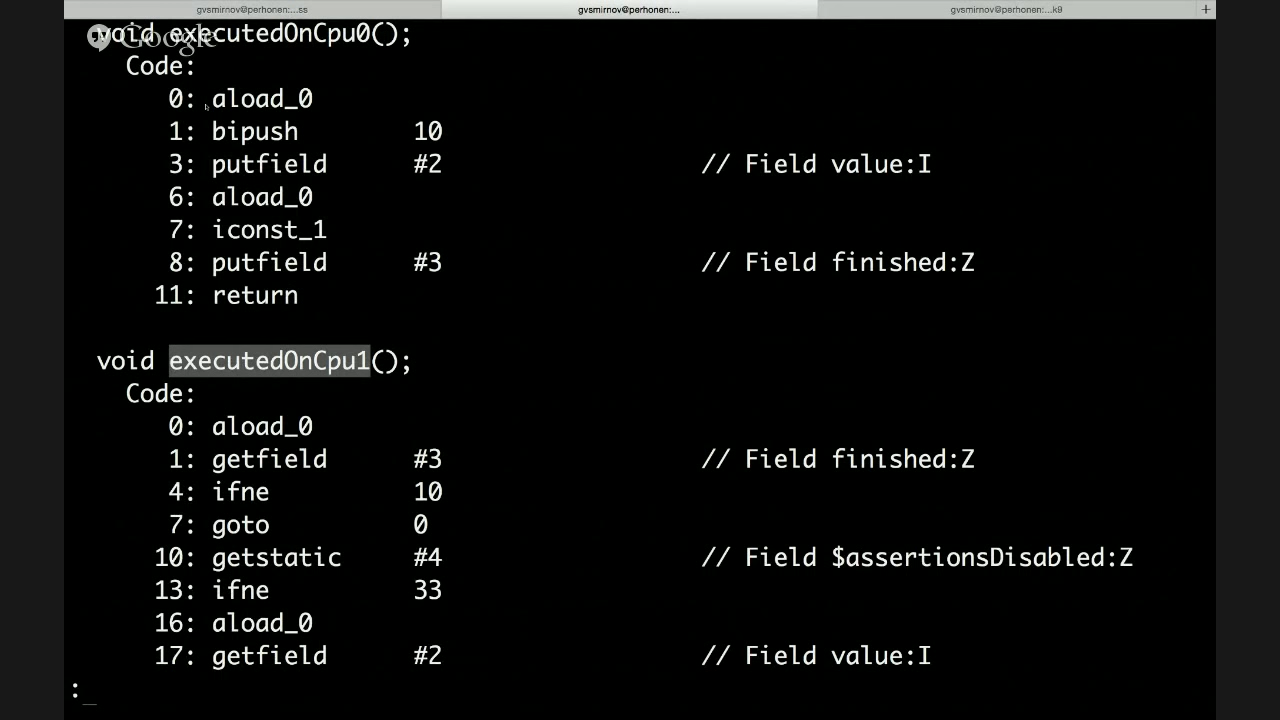 gvsmirnov@perhonen:...ss gvsmirnov@perhonen:... gvsmirnov@perhonen:...k9 +
Google
void executedOnCpu0();
Code:
0: aload_0
1: bipush 10
3: putfield #2 // Field value:I
6: aload_0
7: iconst_1
8: putfield #3 // Field finished:Z
11: return
void executedOnCpu1();
Code:
0: aload_0
1: getfield #3 // Field finished:Z
4: ifne 10
7: goto 0
10: getstatic #4 // Field $assertionsDisabled:Z
13: ifne 33
16: aload_0
17: getfield #2 // Field value:I
:_